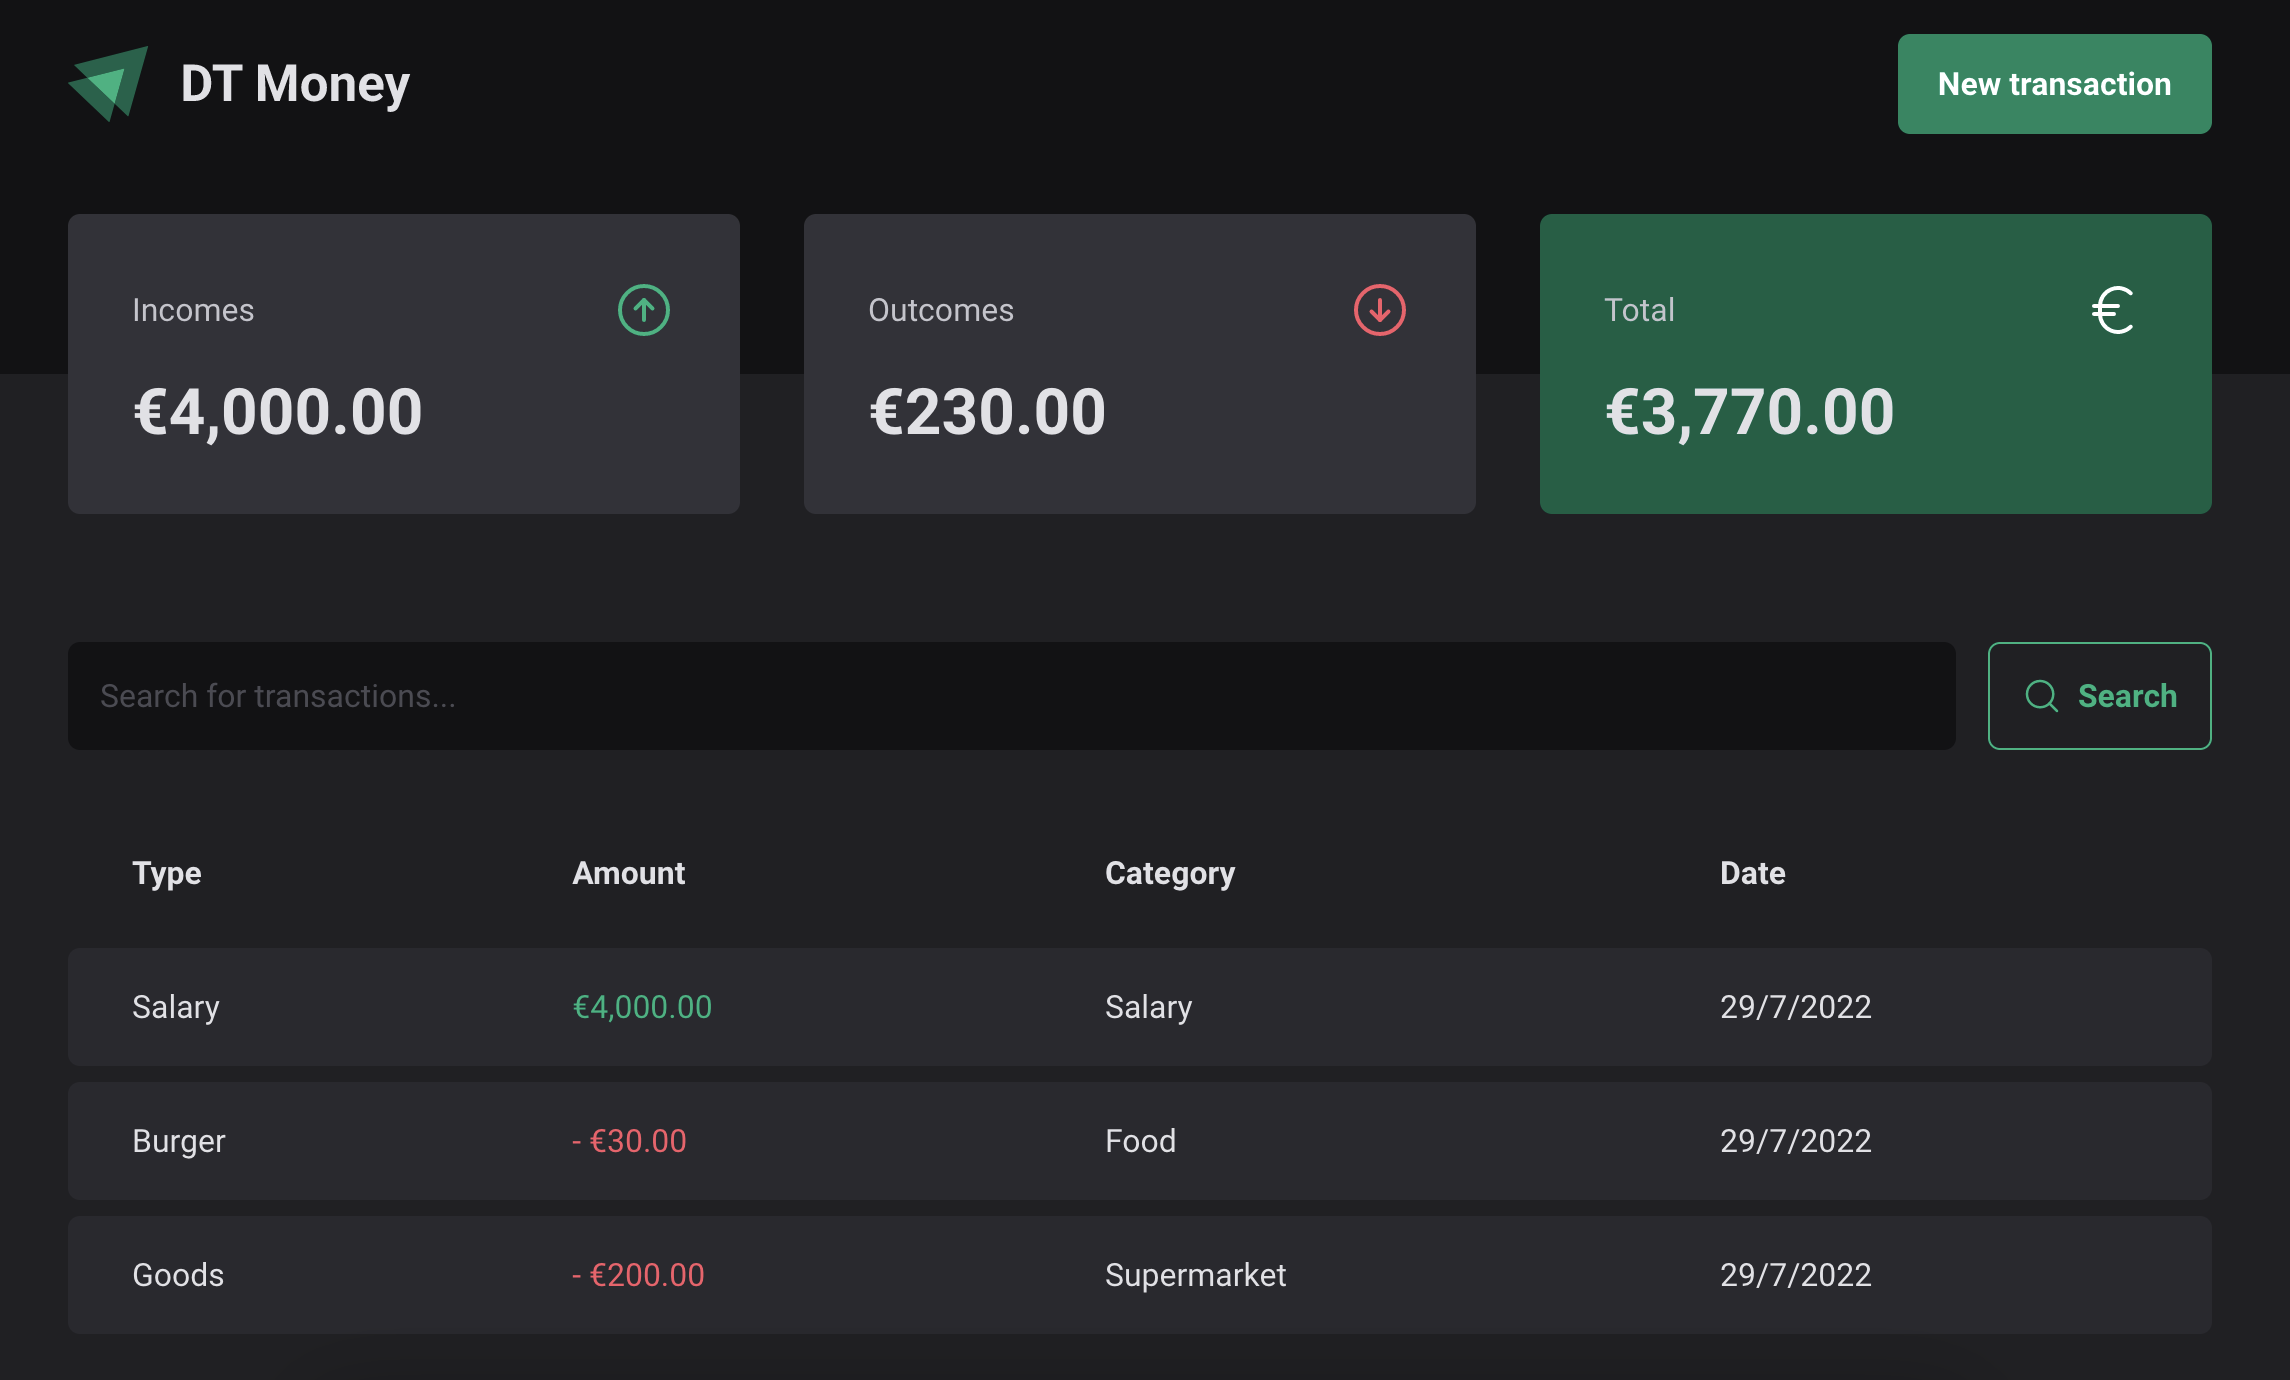 DT Money
New transaction
Incomes
€4,000.00
Outcomes
€230.00
Total
€
€3,770.00
Search for transactions...
Search
Type Amount Category Date
Salary €4,000.00 Salary 29/7/2022
Burger - €30.00 Food 29/7/2022
Goods - €200.00 Supermarket 29/7/2022